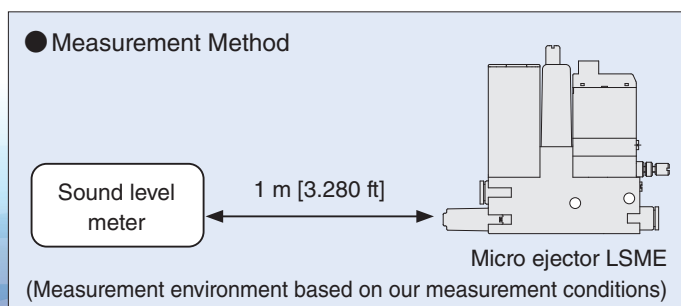 ● Measurement Method
Sound level
meter
1 m [3.280 ft]
Micro ejector LSME
(Measurement environment based on our measurement conditions)